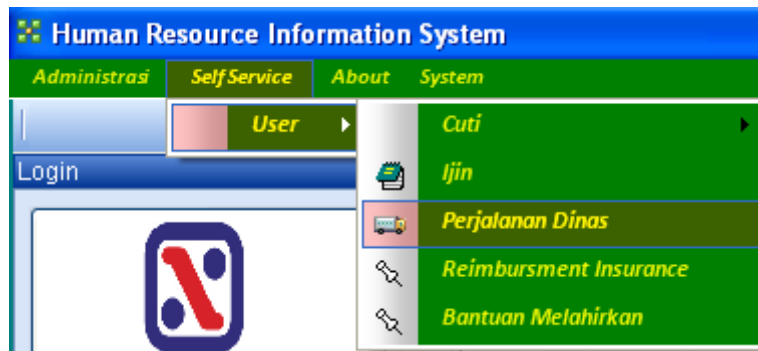 Human Resource Information System
Administrasi Self Service About System
User
Cuti
Login
Ijin
Perjalanan Dinas
Reimbursment Insurance
Bantuan Melahirkan